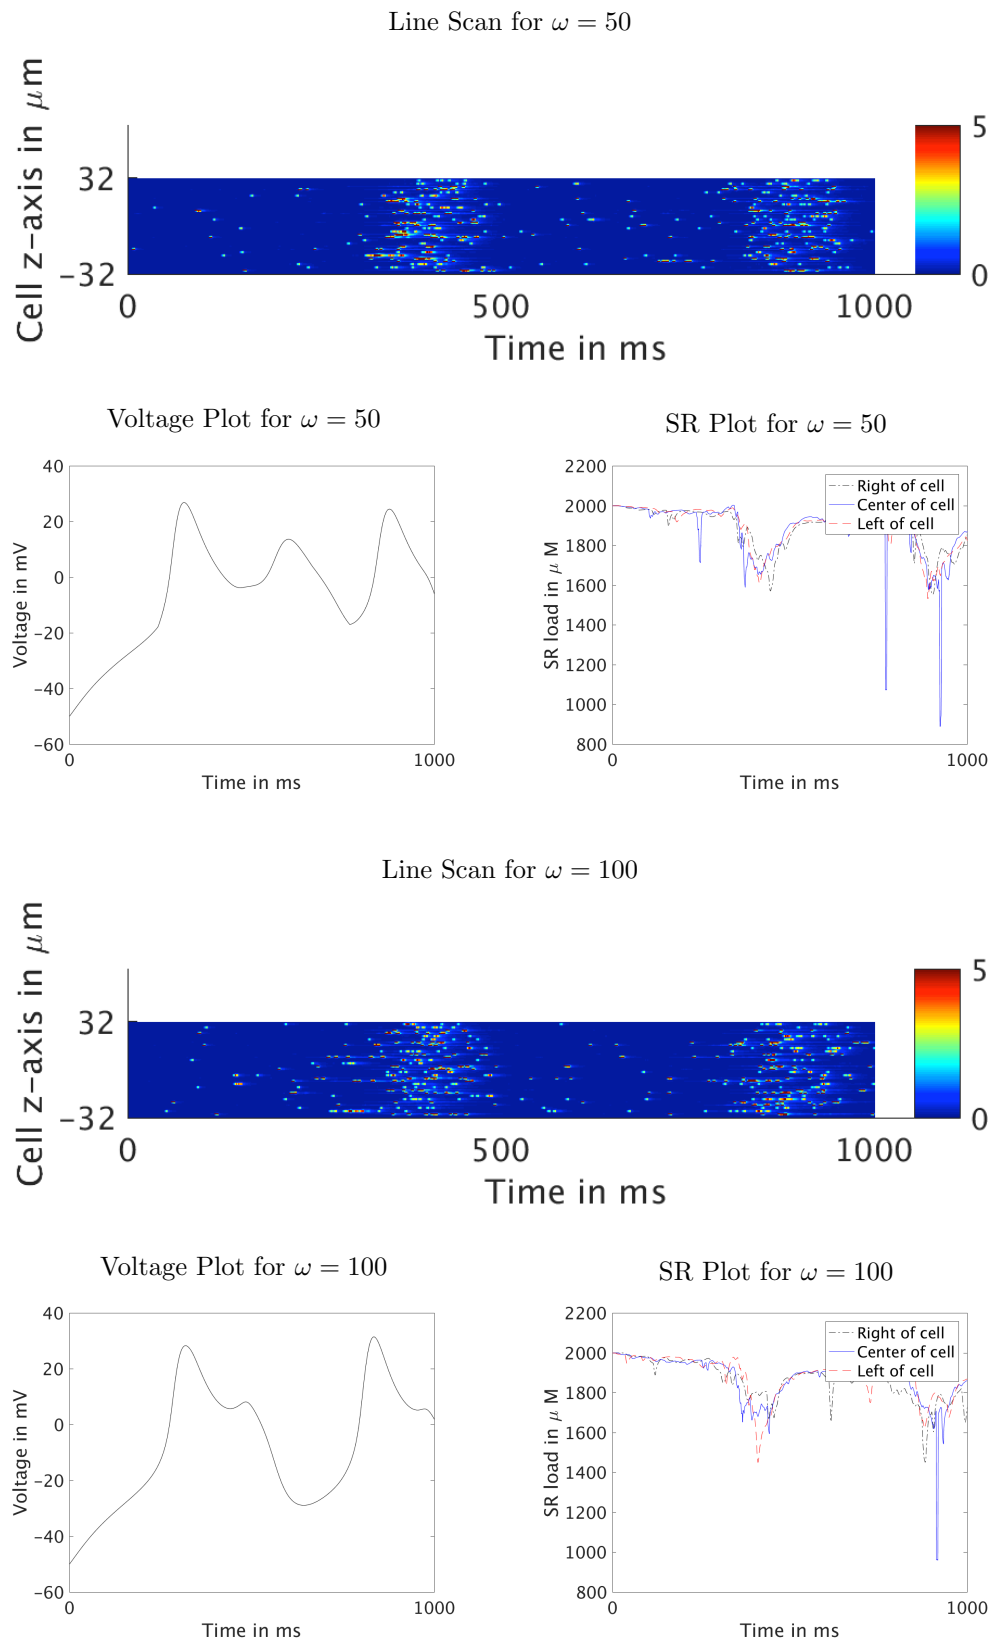 Line Scan for ω = 50
Cell z–axis in μm
32
−32
0
500
1000
Time in ms
5
0
Voltage Plot for ω = 50
Voltage in mV
40
20
0
−20
−40
−60
0
1000
Time in ms
SR Plot for ω = 50
SR load in μ M
2200
2000
1800
1600
1400
1200
1000
800
0
1000
Time in ms
Right of cell
Center of cell
Left of cell
Line Scan for ω = 100
Cell z–axis in μm
32
−32
0
500
1000
Time in ms
5
0
Voltage Plot for ω = 100
Voltage in mV
40
20
0
−20
−40
−60
0
1000
Time in ms
SR Plot for ω = 100
SR load in μ M
2200
2000
1800
1600
1400
1200
1000
800
0
1000
Time in ms
Right of cell
Center of cell
Left of cell